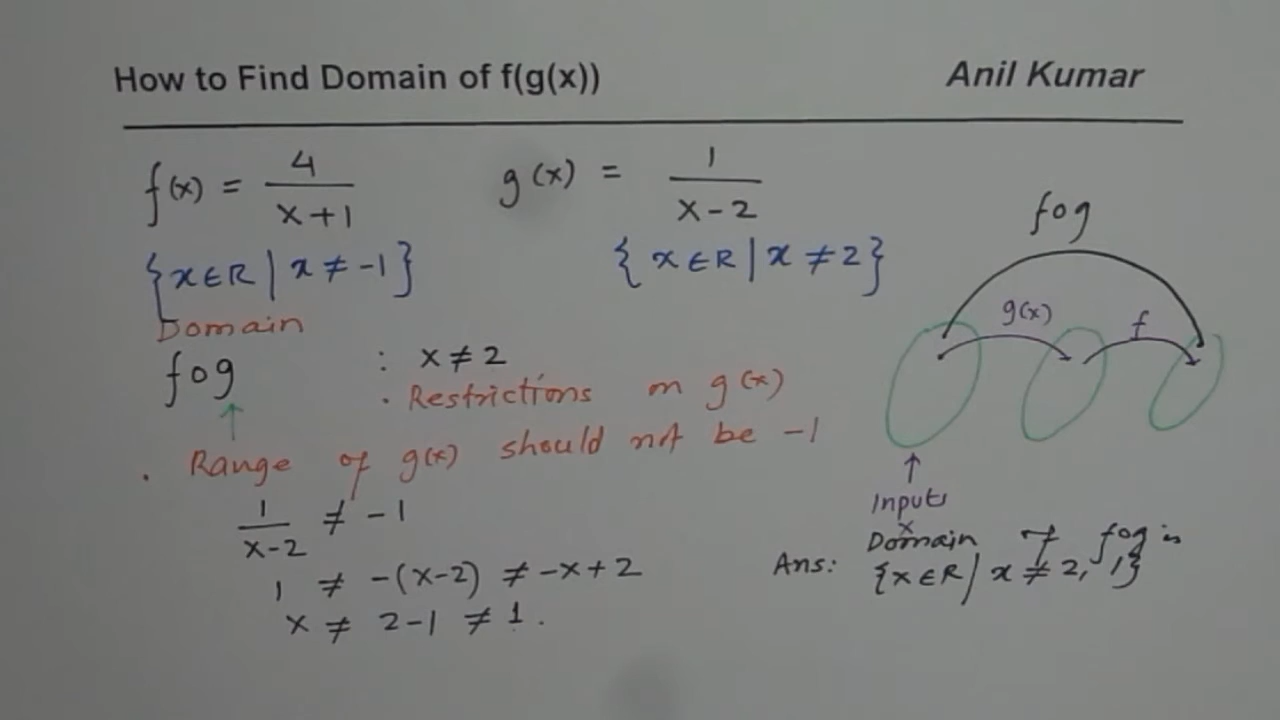 How to Find Domain of f(g(x)) Anil Kumar
f(x) = 4/(x+1) g(x) = 1/(x-2)
{x∈R | x ≠ -1} {x∈R | x ≠ 2}
fog
g(x) f
Domain
fog : x ≠ 2
. Restrictions on g(x)
. Range of g(x) should not be -1
1/(x-2) ≠ -1
1 ≠ -(x-2) ≠ -x+2
x ≠ 2-1 ≠ 1.
Inputs
x
Ans: Domain of fog is
{x∈R | x ≠ 2, 1}